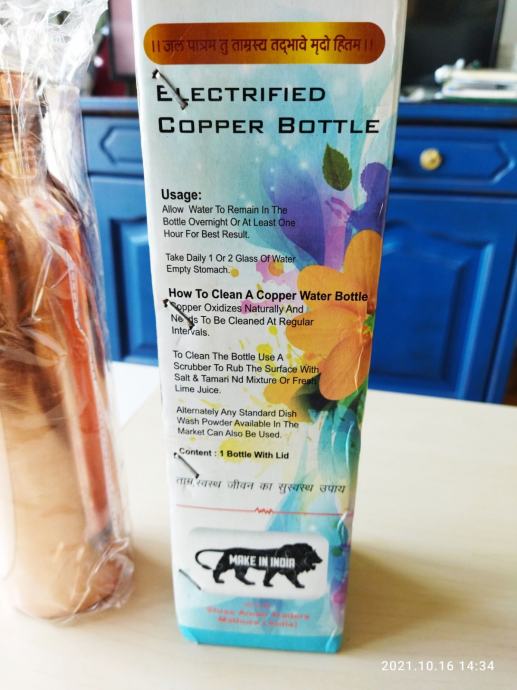 ।। जल पात्रम तु ताम्रस्य तद्भावे मृदो हितम ।।
ELECTRIFIED
COPPER BOTTLE
Usage:
Allow Water To Remain In The
Bottle Overnight Or At Least One
Hour For Best Result.
Take Daily 1 Or 2 Glass Of Water
Empty Stomach.
How To Clean A Copper Water Bottle
Copper Oxidizes Naturally And
Needs To Be Cleaned At Regular
Intervals.
To Clean The Bottle Use A
Scrubber To Rub The Surface With
Salt & Tamari Nd Mixture Or Fresh
Lime Juice.
Alternately Any Standard Dish
Wash Powder Available In The
Market Can Also Be Used.
Content : 1 Bottle With Lid
ताम्र स्वस्थ जीवन का सुस्वस्थ उपाय
MAKE IN INDIA
Traders
2021.10.16 14:34